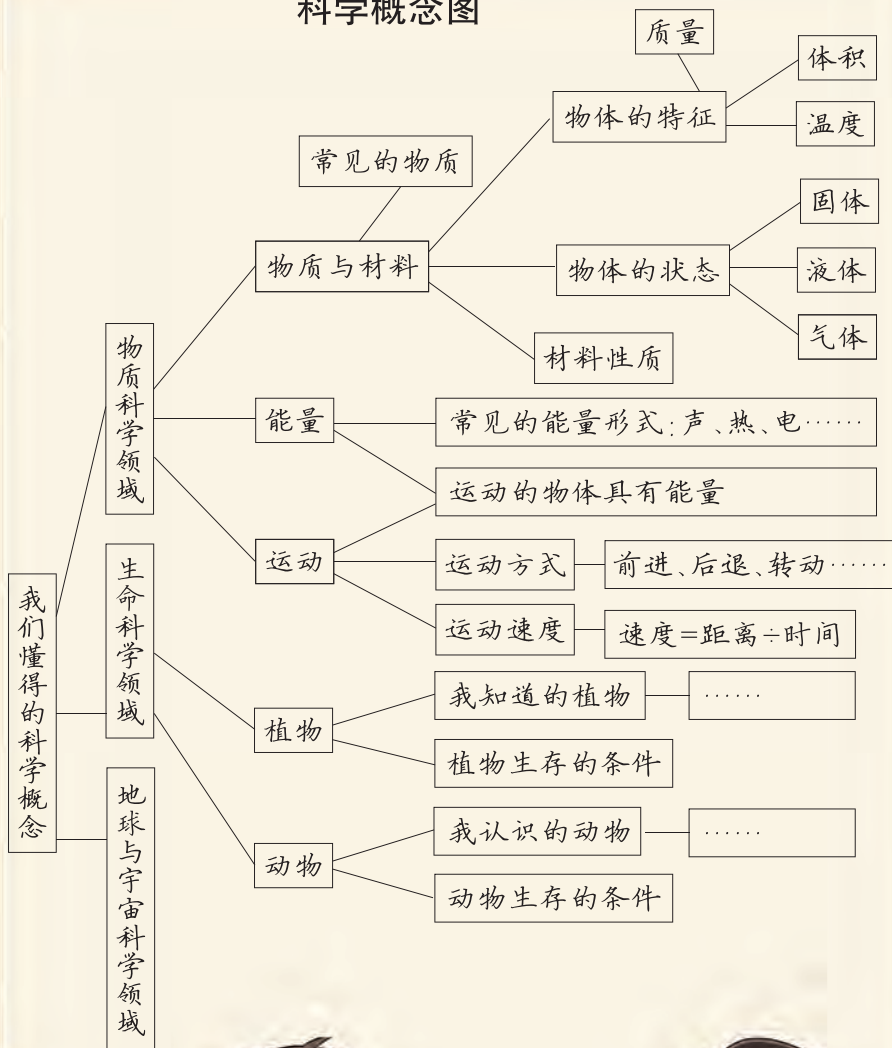 科学概念图
质量
体积
物体的特征
温度
常见的物质
固体
物质与材料
物体的状态
液体
气体
材料性质
物质科学领域
能量
常见的能量形式:声、热、电······
运动的物体具有能量
运动
运动方式
前进、后退、转动······
运动速度
速度=距离÷时间
我们懂得的科学概念
生命科学领域
植物
我知道的植物
······
植物生存的条件
动物
我认识的动物
······
动物生存的条件
地球与宇宙科学领域